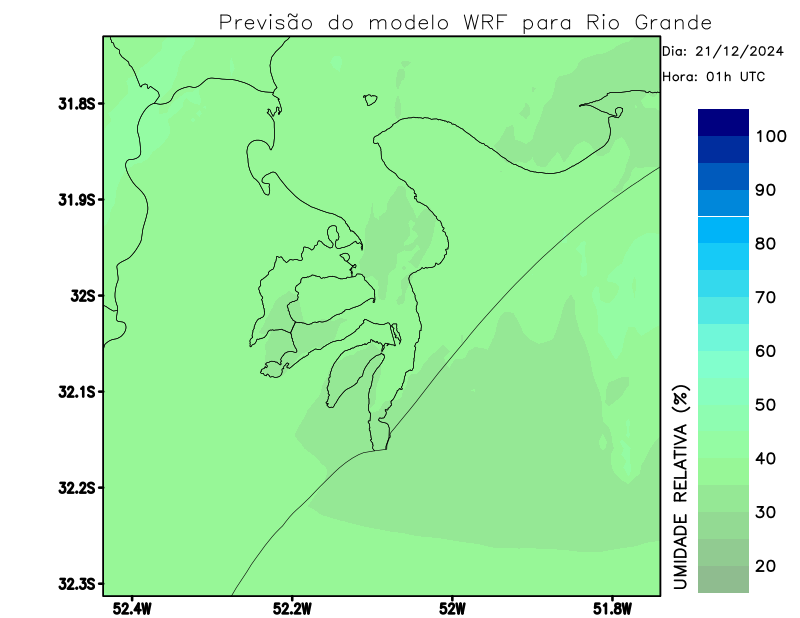 Previsão do modelo WRF para Rio Grande
Dia: 21/12/2024
Hora: 01h UTC
31.8S
31.9S
32S
32.1S
32.2S
32.3S
52.4W
52.2W
52W
51.8W
UMIDADE RELATIVA (%)
100
90
80
70
60
50
40
30
20